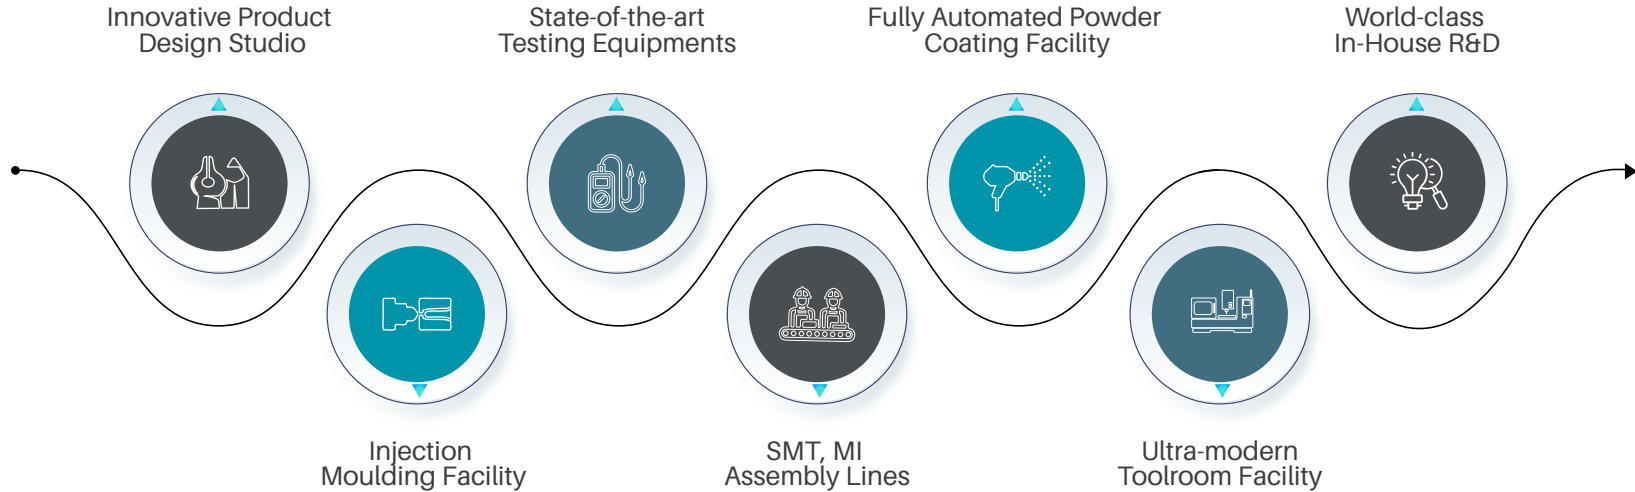 Innovative Product
Design Studio
State-of-the-art
Testing Equipments
Fully Automated Powder
Coating Facility
World-class
In-House R&D
Injection
Moulding Facility
SMT, MI
Assembly Lines
Ultra-modern
Toolroom Facility